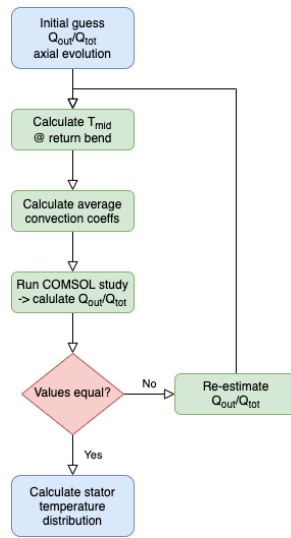 Initial guess
Qout/Qtot
axial evolution
Calculate Tmid
@ return bend
Calculate average
convection coeffs
Run COMSOL study
-> calulate Qout/Qtot
Values equal?
No
Re-estimate
Qout/Qtot
Yes
Calculate stator
temperature
distribution